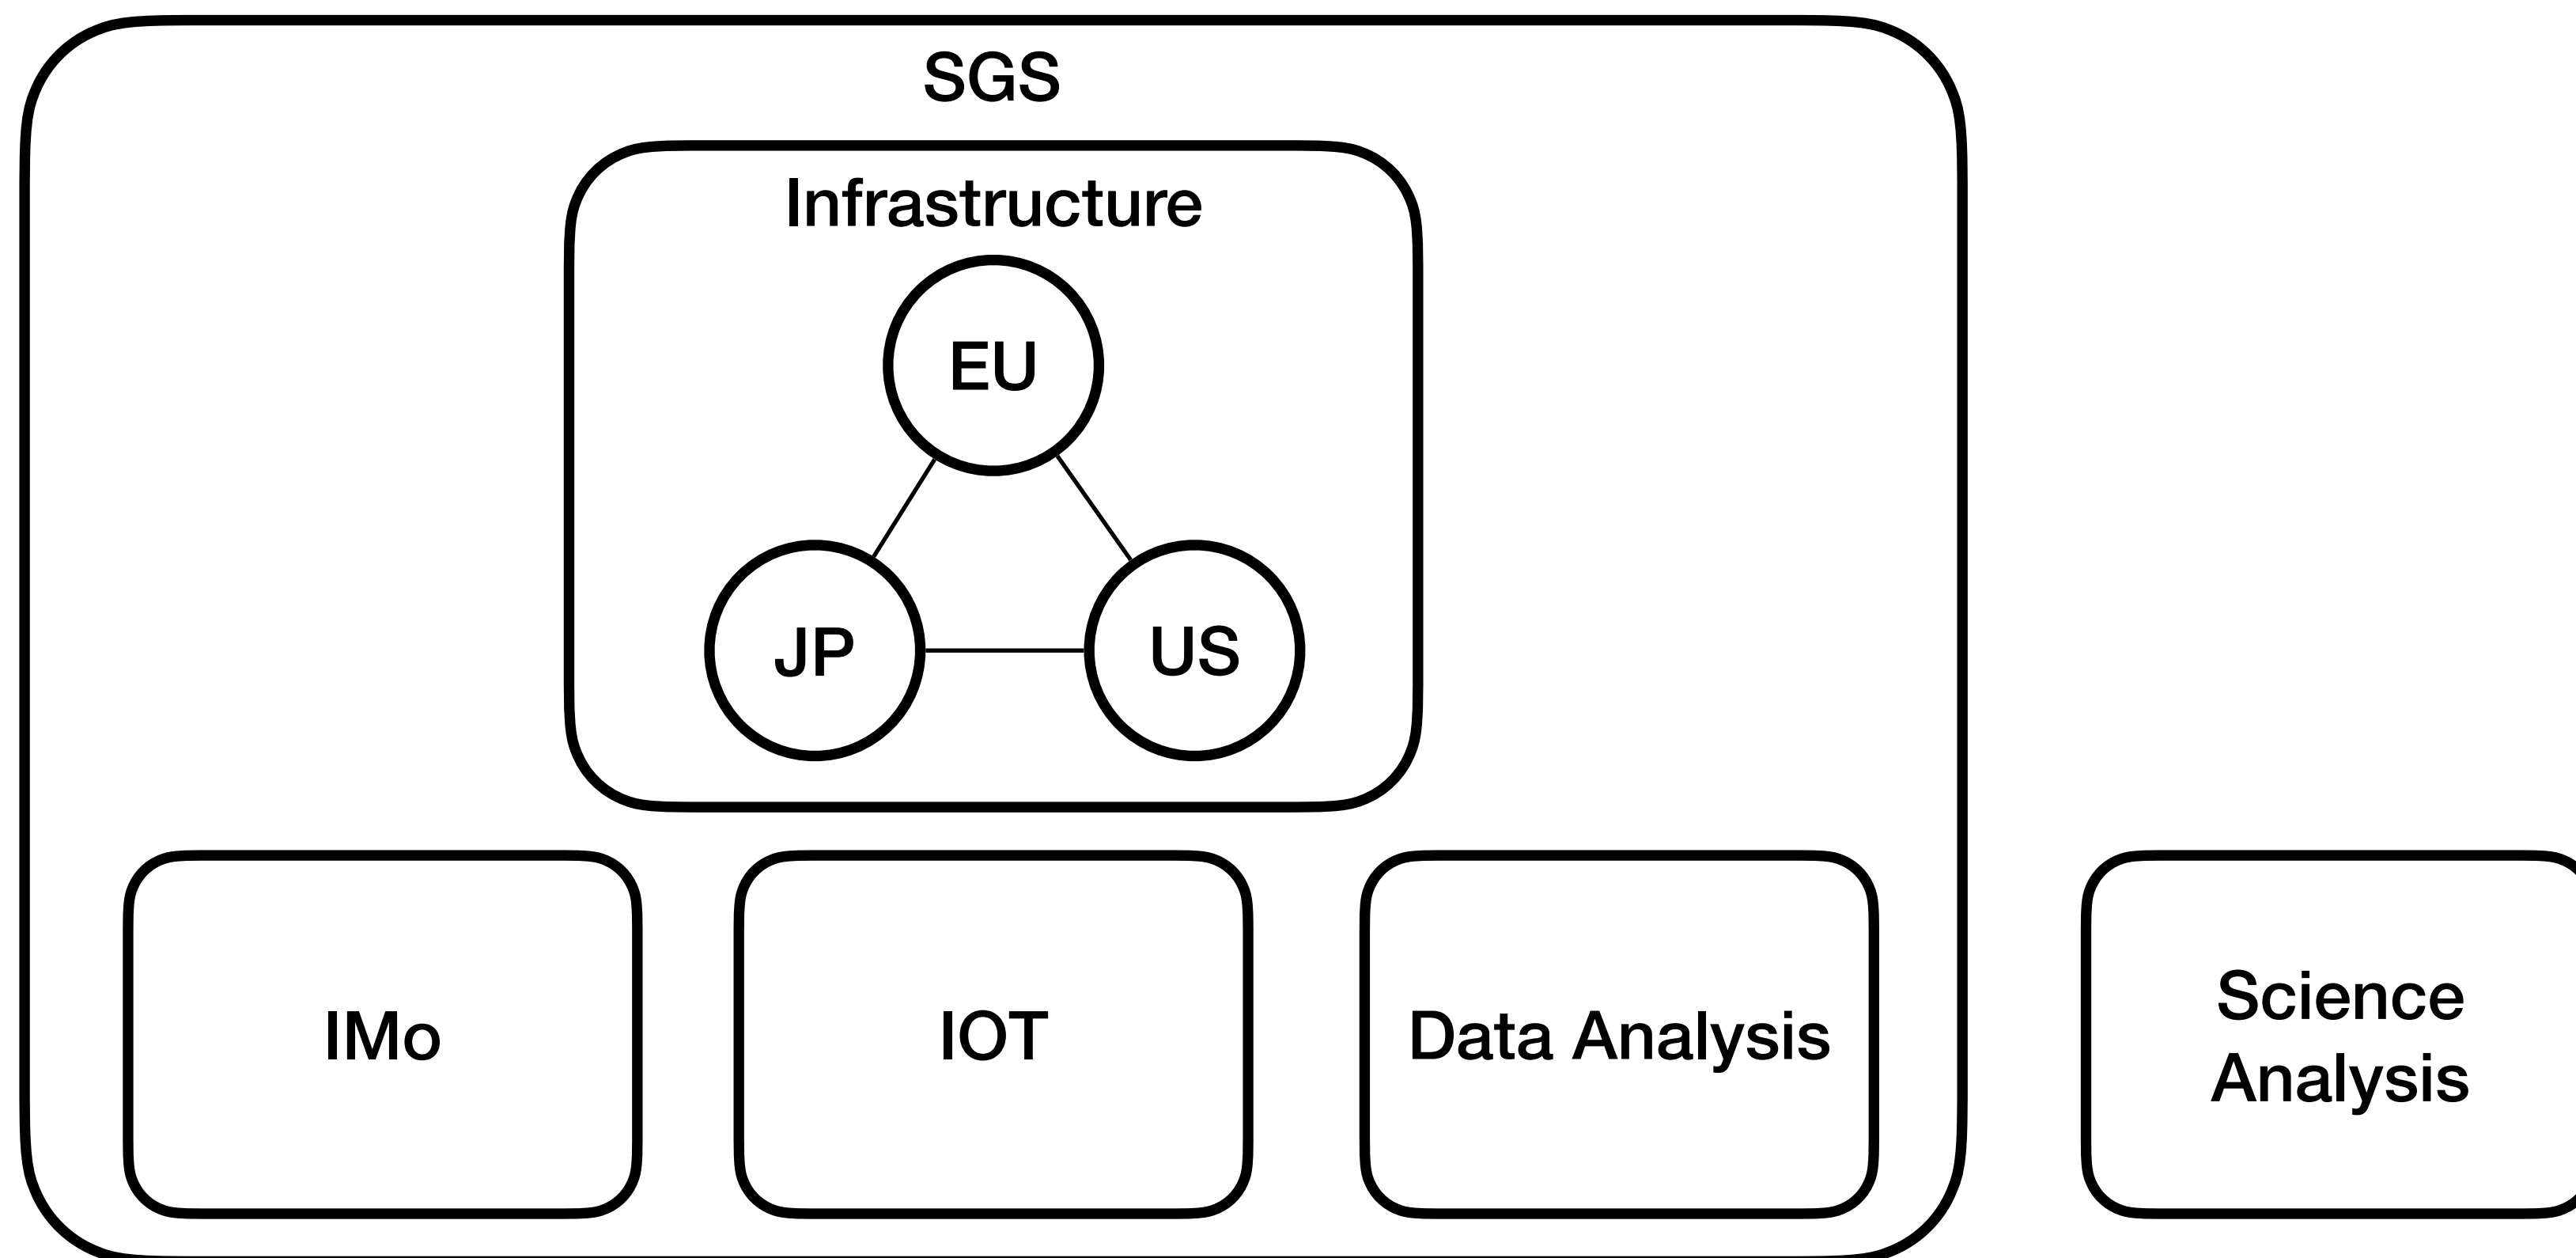 SGS
Infrastructure
EU
JP
US
IMo
IOT
Data Analysis
Science
Analysis